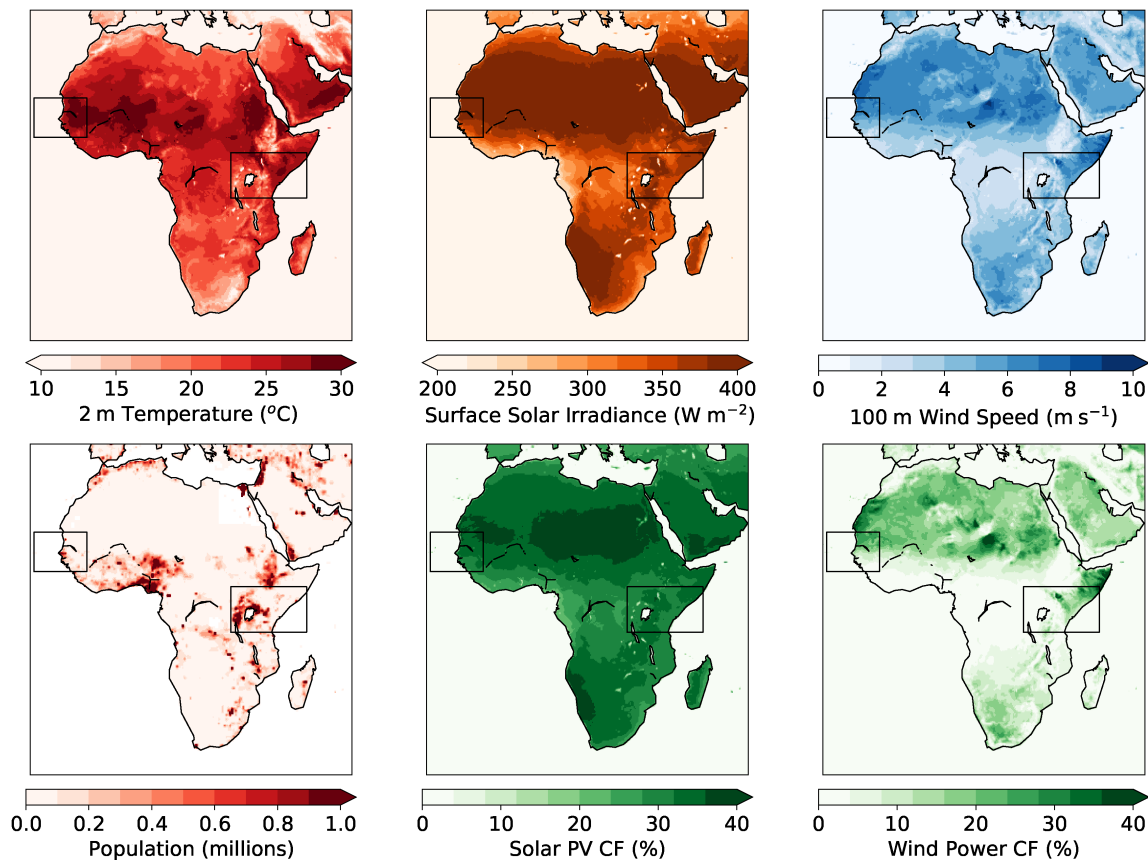 10 15 20 25 30
2 m Temperature (°C)
200 250 300 350 400
Surface Solar Irradiance (W m⁻²)
0 2 4 6 8 10
100 m Wind Speed (m s⁻¹)
0.0 0.2 0.4 0.6 0.8 1.0
Population (millions)
0 10 20 30 40
Solar PV CF (%)
0 10 20 30 40
Wind Power CF (%)